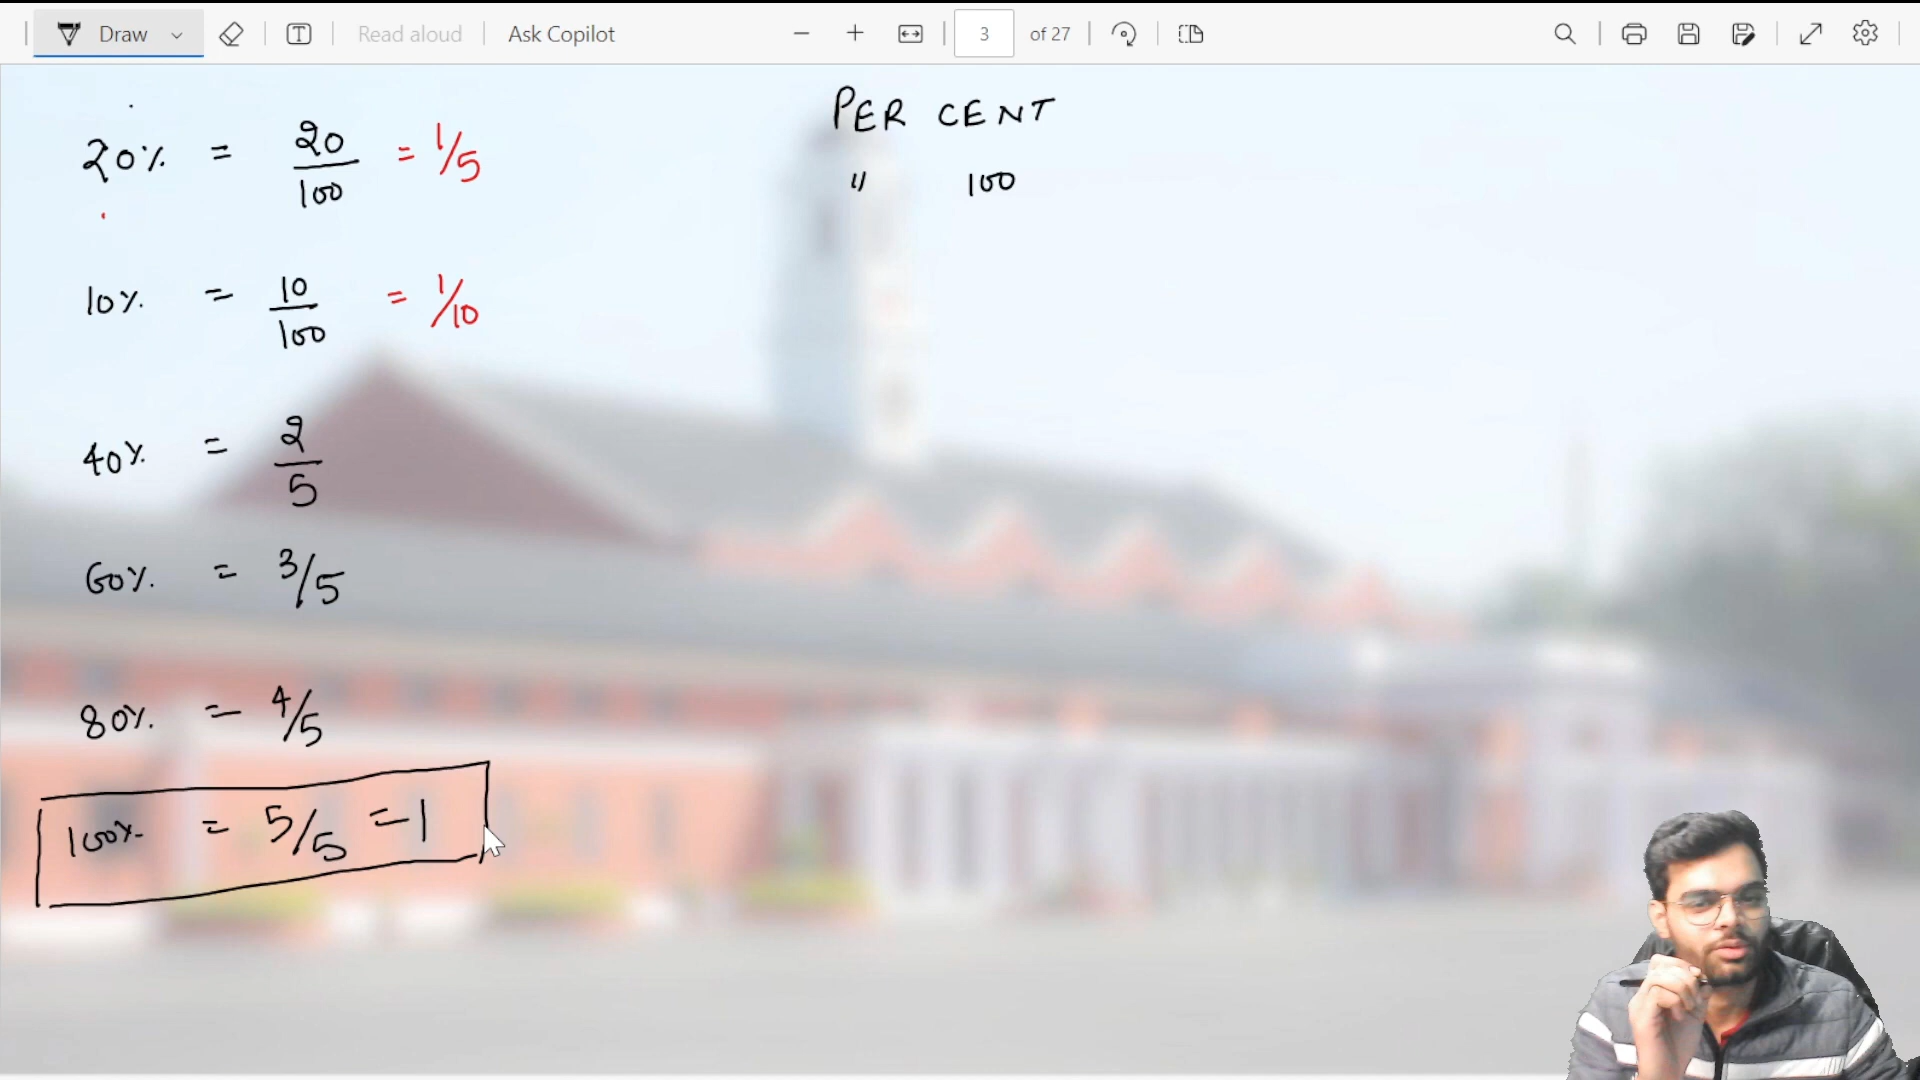 Draw Read aloud Ask Copilot 3 of 27
PER CENT
" 100
20% = 20/100 = 1/5
10% = 10/100 = 1/10
40% = 2/5
60% = 3/5
80% = 4/5
100% = 5/5 = 1